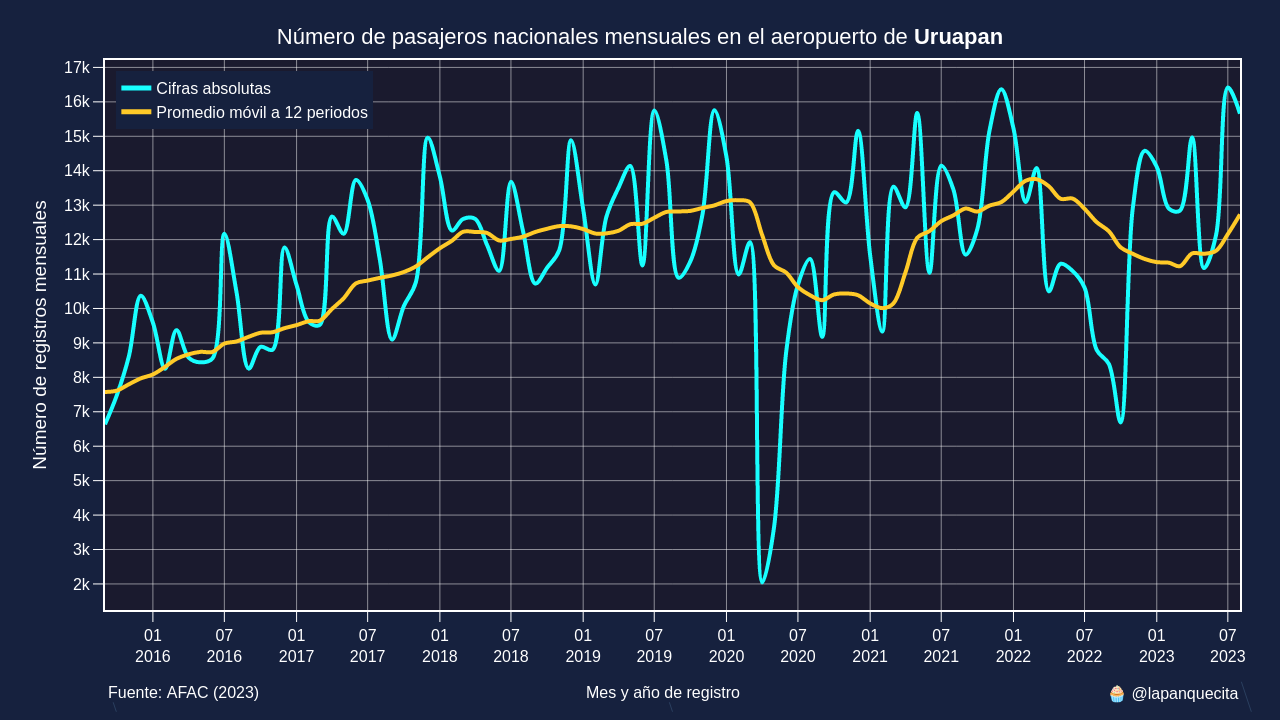 Número de pasajeros nacionales mensuales en el aeropuerto de Uruapan
Cifras absolutas
Promedio móvil a 12 periodos
Número de registros mensuales
17k
16k
15k
14k
13k
12k
11k
10k
9k
8k
7k
6k
5k
4k
3k
2k
01 07 01 07 01 07 01 07 01 07 01 07 01 07 01 07
2016 2016 2017 2017 2018 2018 2019 2019 2020 2020 2021 2021 2022 2022 2023 2023
Fuente: AFAC (2023) Mes y año de registro 🧁 @lapanquecita